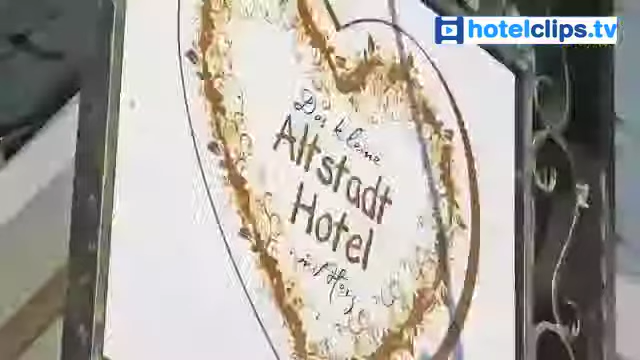 hotelclips.tv
Das kleine
Altstadt
Hotel
mit Herz